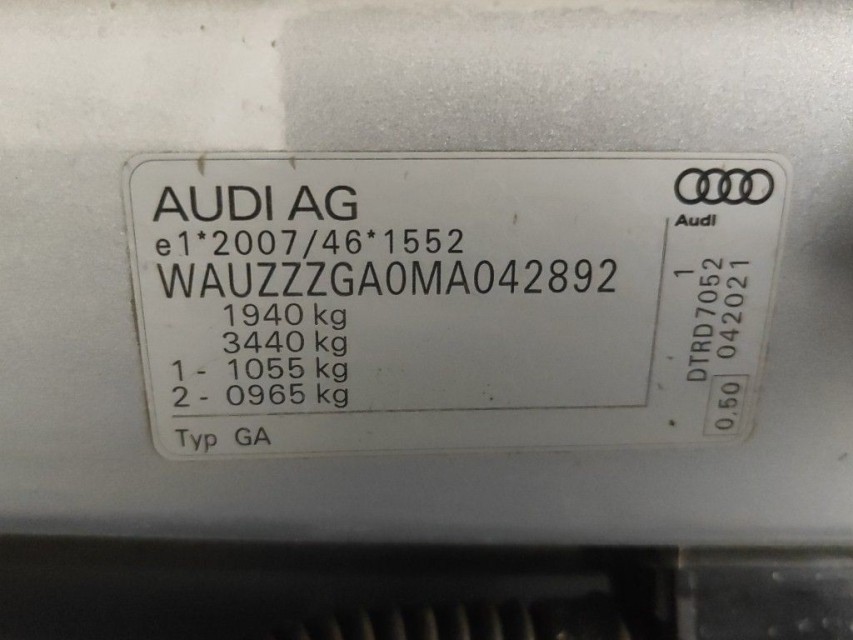 AUDI AG
e1*2007/46*1552
WAUZZZGA0MA042892
1940 kg
3440 kg
1 - 1055 kg
2 - 0965 kg
Typ GA
Audi
DTRD7052 1
0,50 042021